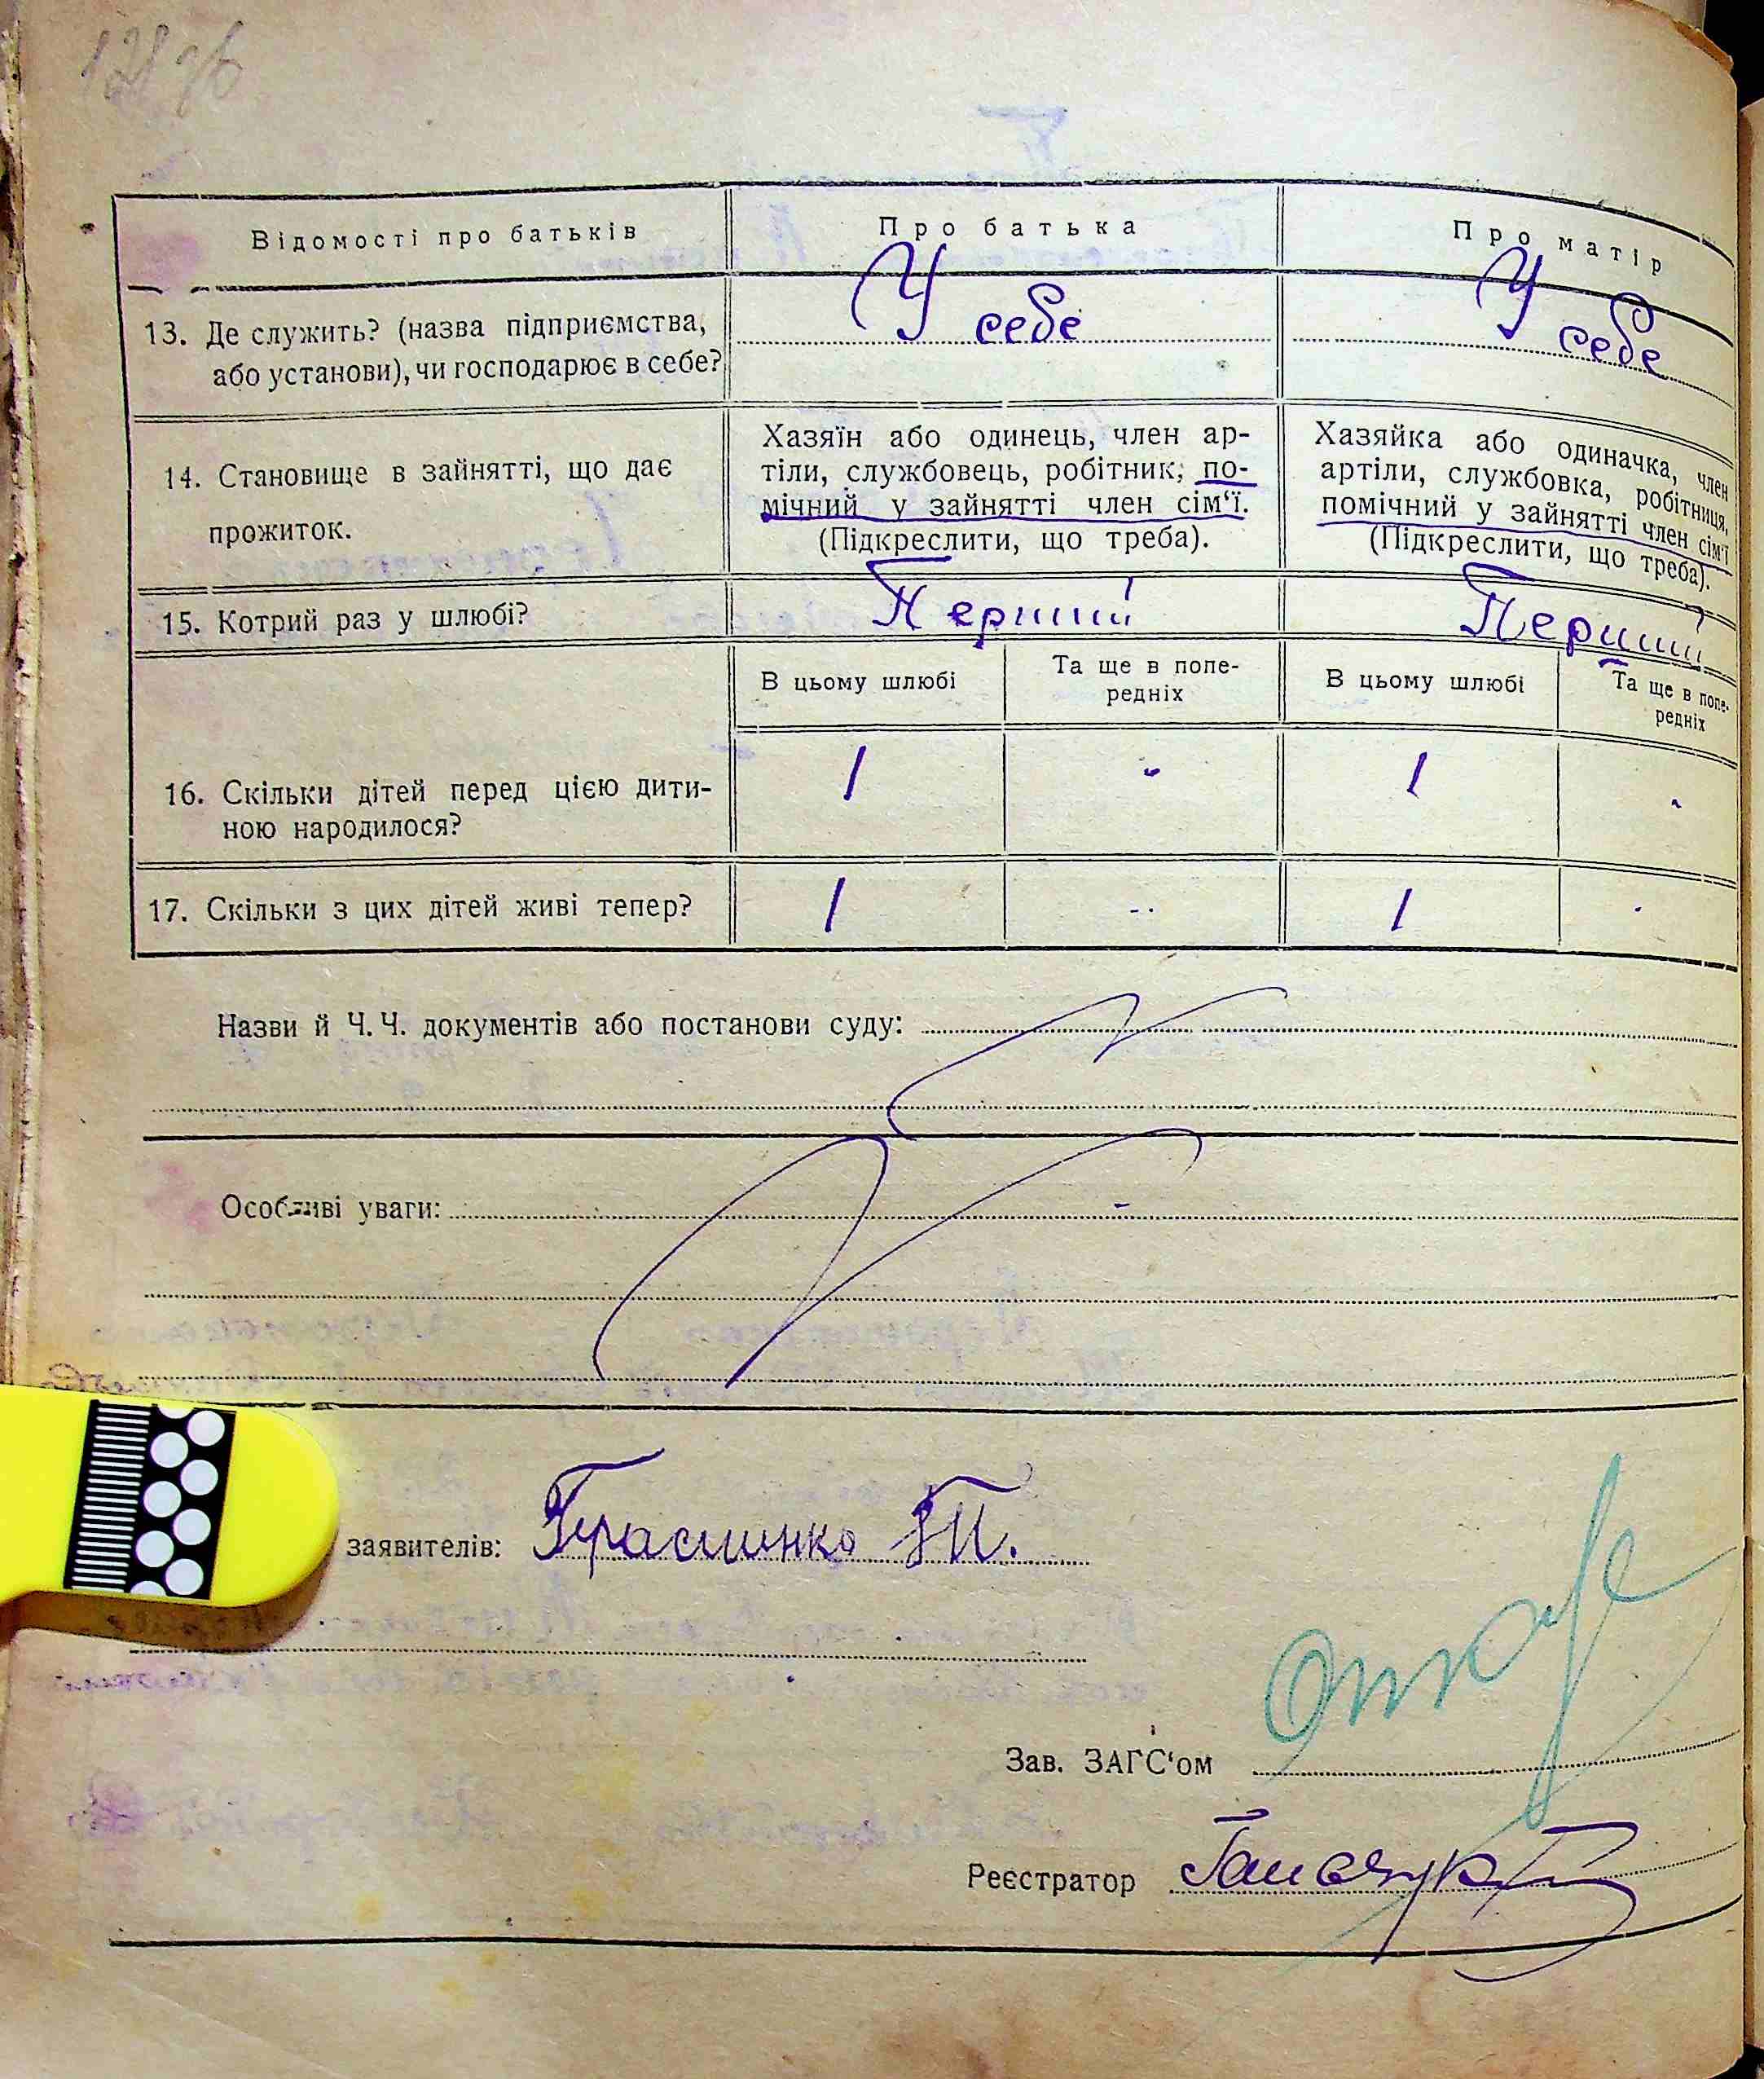 Відомості про батьків
Про батька
Про матір
13. Де служить? (назва підприємства,
або установи), чи господарює в себе?
У себе
У себе
14. Становище в зайнятті, що дає
прожиток.
Хазяїн або одинець, член ар-
тіли, службовець, робітник, по-
мічний у зайнятті член сім‘ї.
(Підкреслити, що треба).
Хазяйка або одиначка, член
артіли, службовка, робітниця,
помічний у зайнятті член сім‘ї
(Підкреслити, що треба).
15. Котрий раз у шлюбі?
Перший
Перший
В цьому шлюбі
Та ще в попе-
редніх
В цьому шлюбі
Та ще в попе-
редніх
16. Скільки дітей перед цією дити-
ною народилося?
1
1
17. Скільки з цих дітей живі тепер?
1
1
Назви й Ч. Ч. документів або постанови суду:
Особливі уваги:
заявителів:
Зав. ЗАГС‘ом
Реєстратор